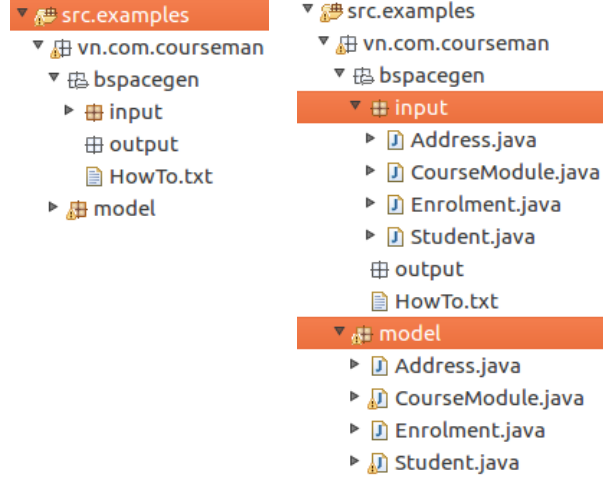 src.examples
vn.com.courseman
bspacegen
input
output
HowTo.txt
model
src.examples
vn.com.courseman
bspacegen
input
Address.java
CourseModule.java
Enrolment.java
Student.java
output
HowTo.txt
model
Address.java
CourseModule.java
Enrolment.java
Student.java